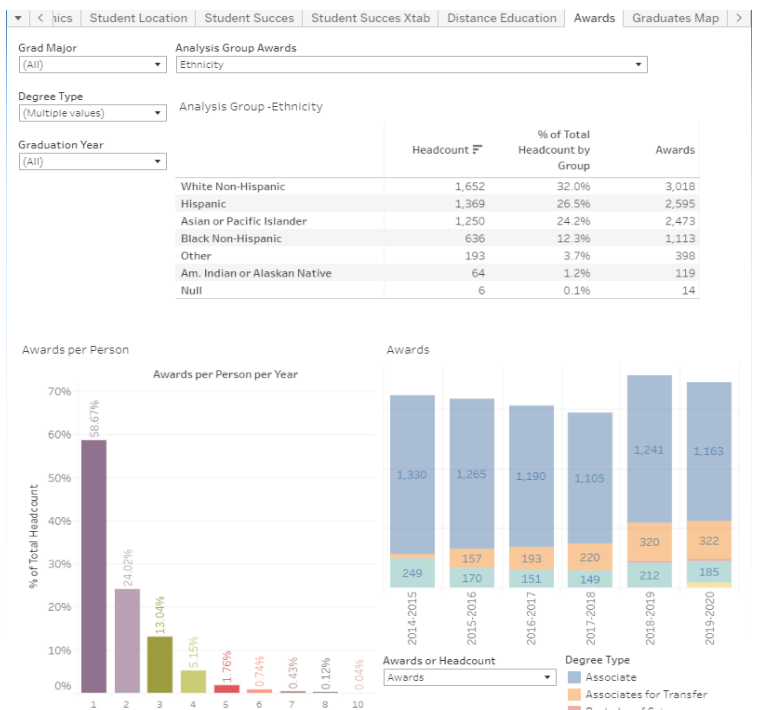 hics Student Location Student Succes Student Succes Xtab Distance Education Awards Graduates Map
Grad Major
(All)
Analysis Group Awards
Ethnicity
Degree Type
(Multiple values)
Graduation Year
(All)
Analysis Group -Ethnicity
Headcount % of Total Headcount by Group Awards
White Non-Hispanic 1,652 32.0% 3,018
Hispanic 1,369 26.5% 2,595
Asian or Pacific Islander 1,250 24.2% 2,473
Black Non-Hispanic 636 12.3% 1,113
Other 193 3.7% 398
Am. Indian or Alaskan Native 64 1.2% 119
Null 6 0.1% 14
Awards per Person
Awards per Person per Year
% of Total Headcount
70%
60%
50%
40%
30%
20%
10%
0%
58.67%
24.02%
13.04%
5.15%
1.76%
0.74%
0.43%
0.12%
0.04%
1 2 3 4 5 6 7 8 10
Awards
1,330 1,265 1,190 1,105 1,241 1,163
157 193 220 320 322
249 170 151 149 212 185
2014-2015 2015-2016 2016-2017 2017-2018 2018-2019 2019-2020
Awards or Headcount
Awards
Degree Type
Associate
Associates for Transfer